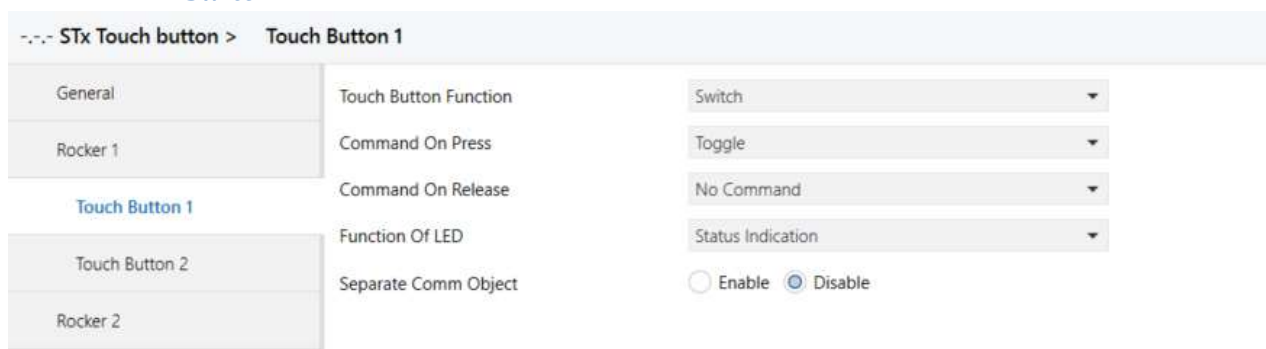 -.-.- STx Touch button > Touch Button 1
General
Rocker 1
Touch Button 1
Touch Button 2
Rocker 2
Touch Button Function Switch
Command On Press Toggle
Command On Release No Command
Function Of LED Status Indication
Separate Comm Object Enable Disable